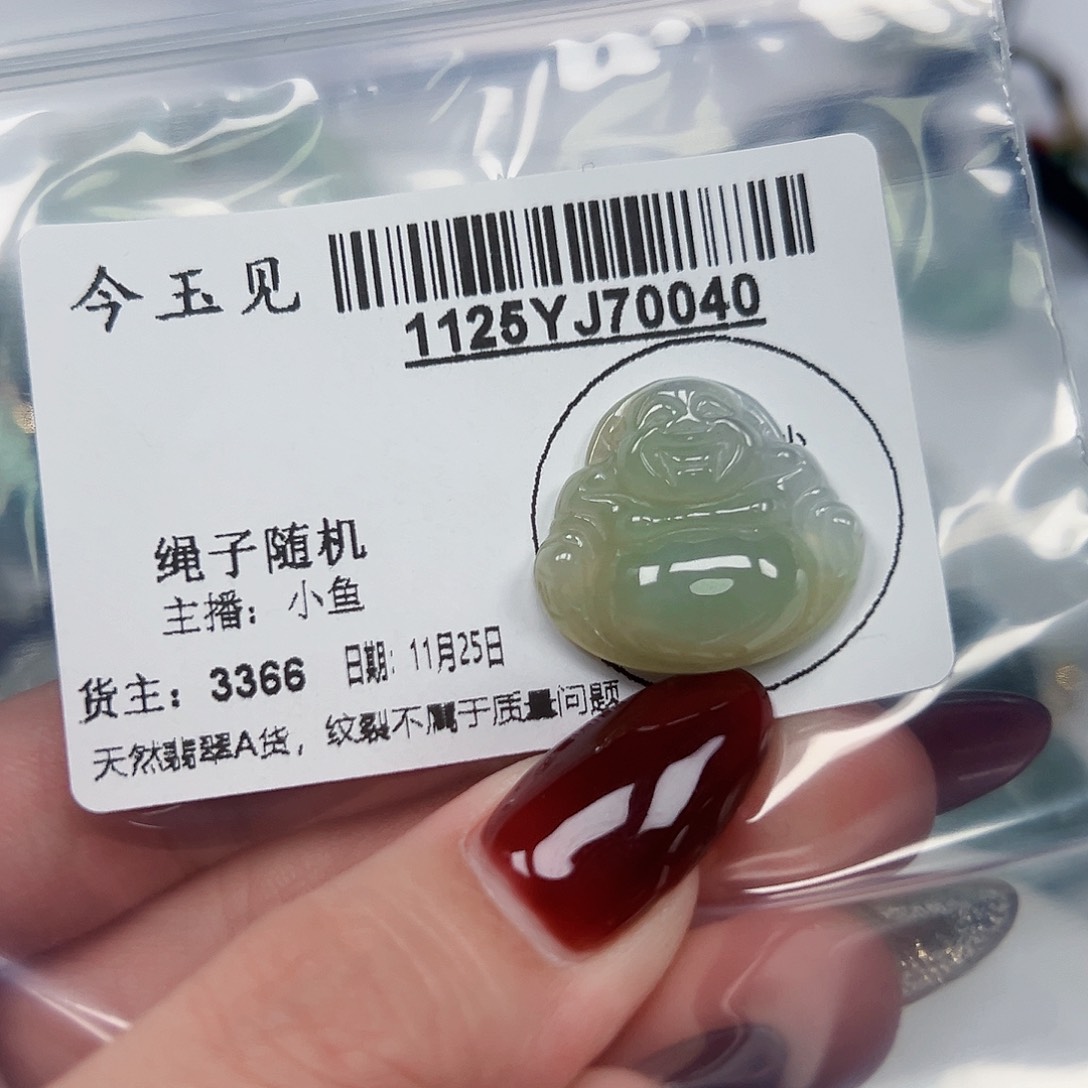 今玉见
1125YJ70040
小
绳子随机
主播：小鱼
货主：3366 日期：11月25日
天然翡翠A货，纹裂不属于质量问题